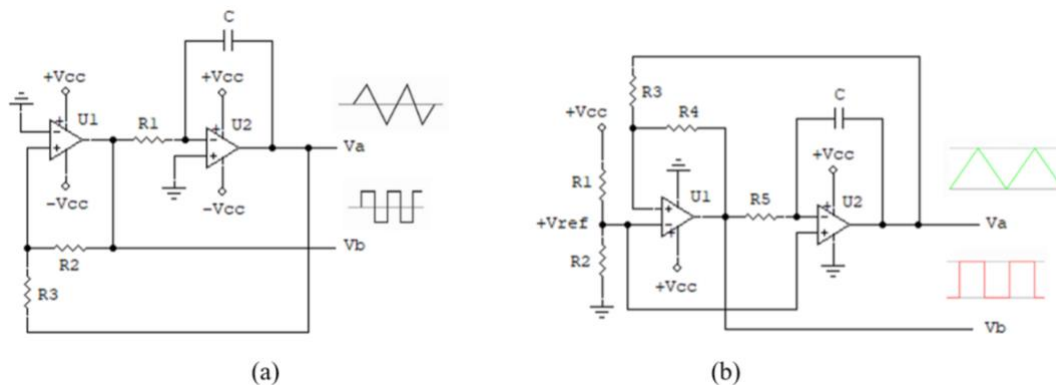 C
+Vcc
+Vcc
U1
R1
U2
Va
-Vcc
-Vcc
Vb
R2
R3
(a)
R3
C
+Vcc
R4
+Vcc
R1
U1
R5
U2
+Vref
Va
R2
+Vcc
Vb
(b)